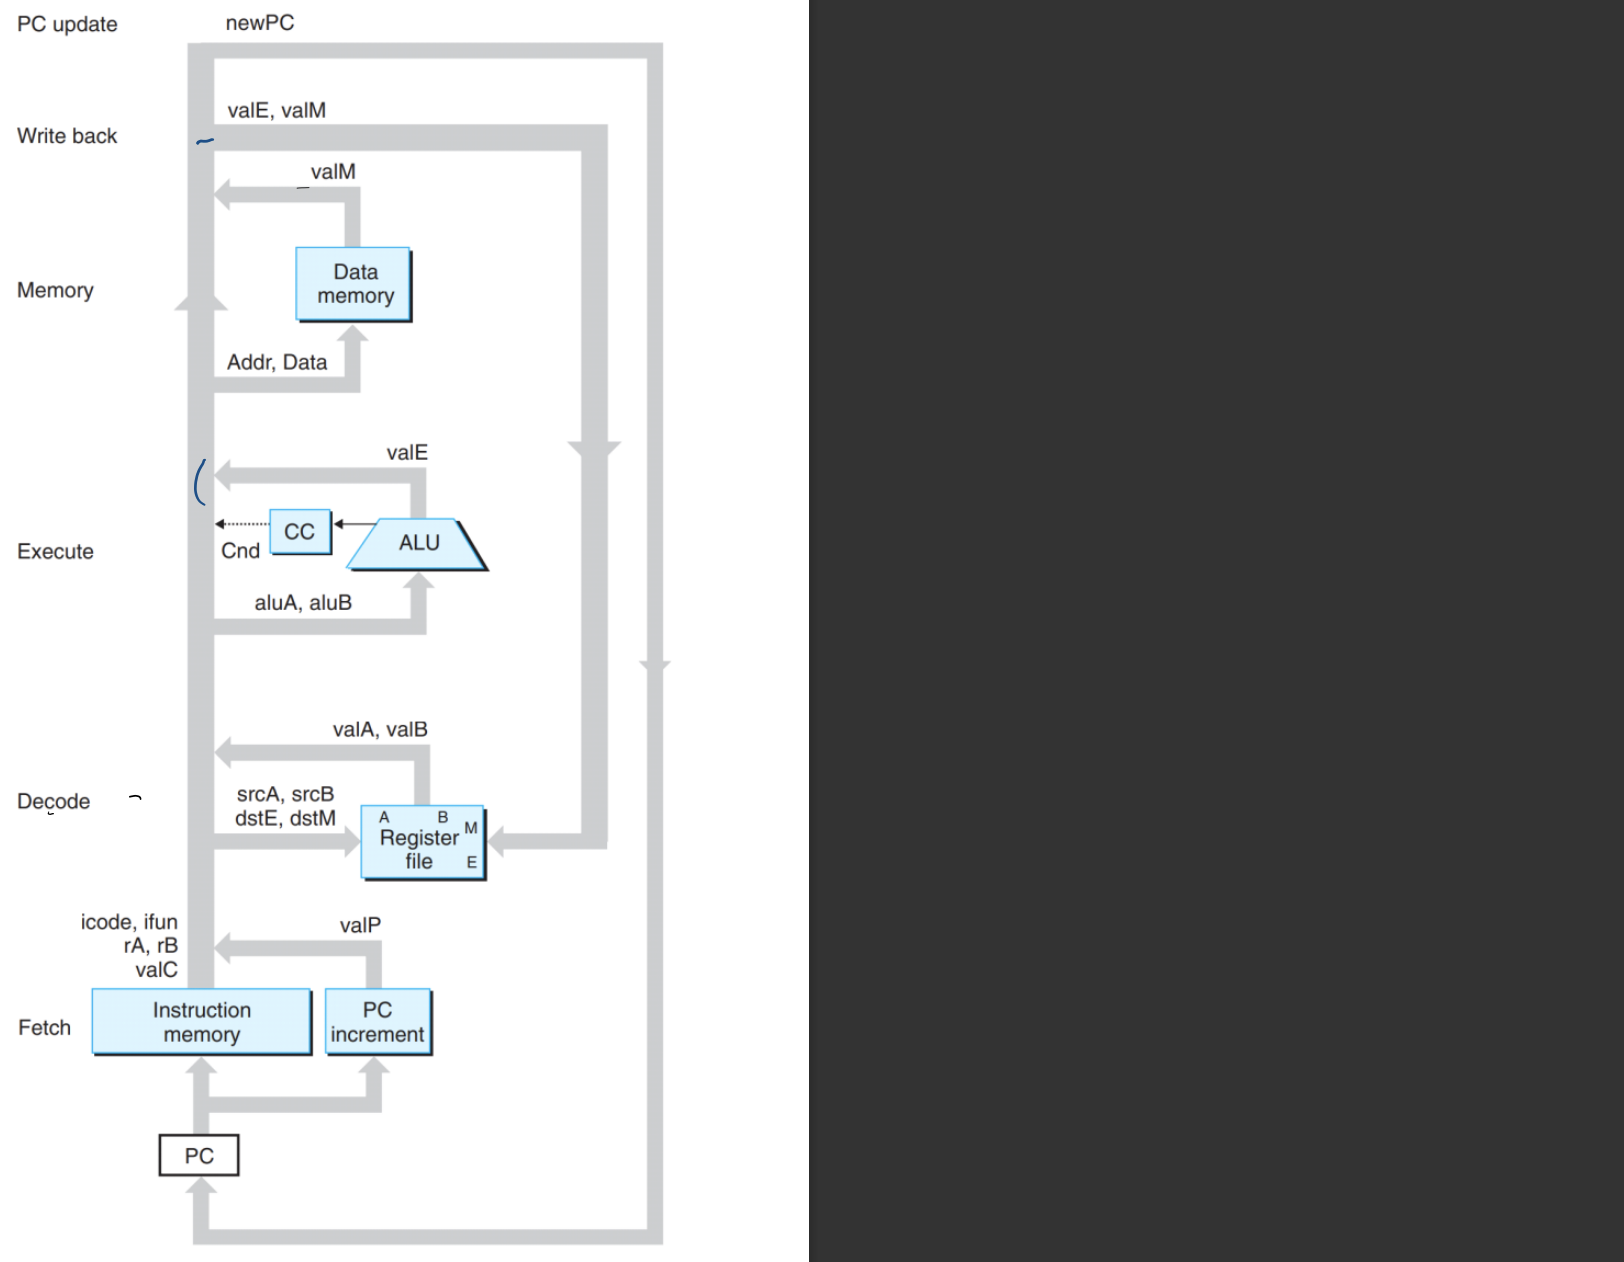 PC update
newPC
valE, valM
Write back
valM
Data
memory
Memory
Addr, Data
valE
CC
ALU
Cnd
Execute
aluA, aluB
valA, valB
Decode
srcA, srcB
dstE, dstM
A B
M
Register
file
E
icode, ifun
rA, rB
valC
valP
Instruction
memory
PC
increment
Fetch
PC